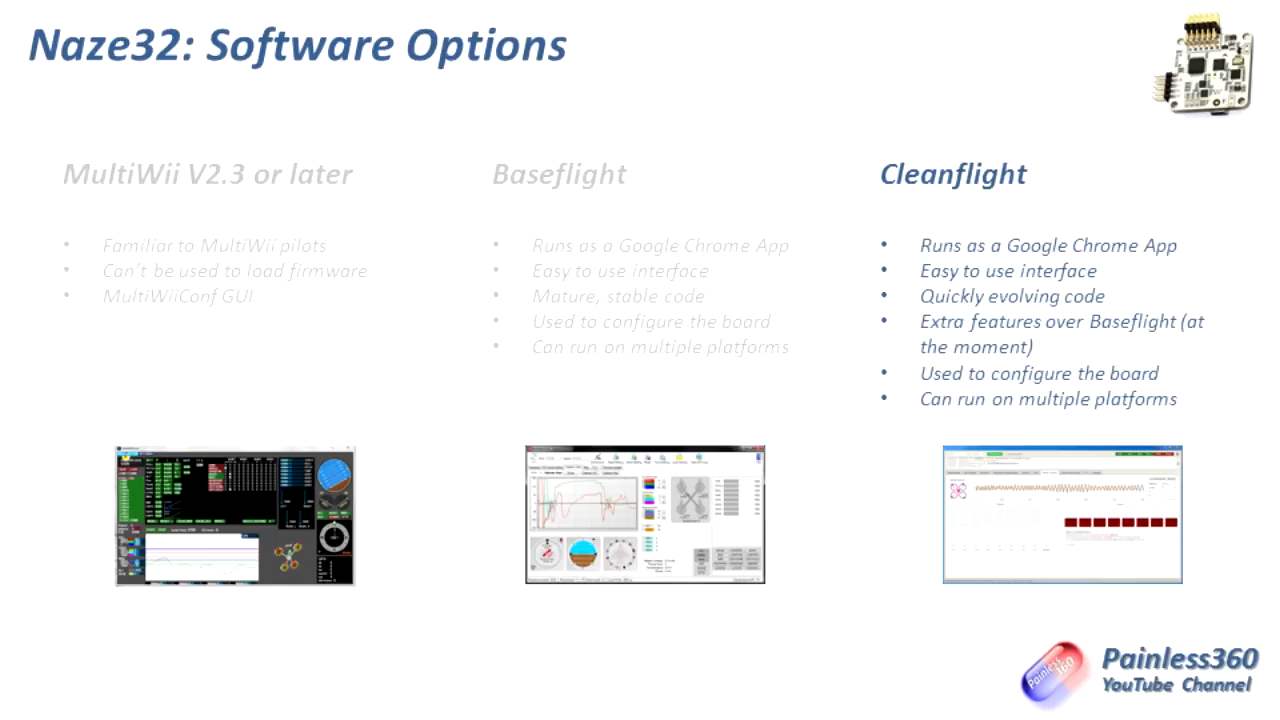 Naze32: Software Options
MultiWii V2.3 or later
• Familiar to MultiWii pilots
• Can't be used to load firmware
• MultiWiiConf GUI
Baseflight
• Runs as a Google Chrome App
• Easy to use interface
• Mature, stable code
• Used to configure the board
• Can run on multiple platforms
Cleanflight
• Runs as a Google Chrome App
• Easy to use interface
• Quickly evolving code
• Extra features over Baseflight (at
the moment)
• Used to configure the board
• Can run on multiple platforms
Painless
360
Painless360
YouTube Channel